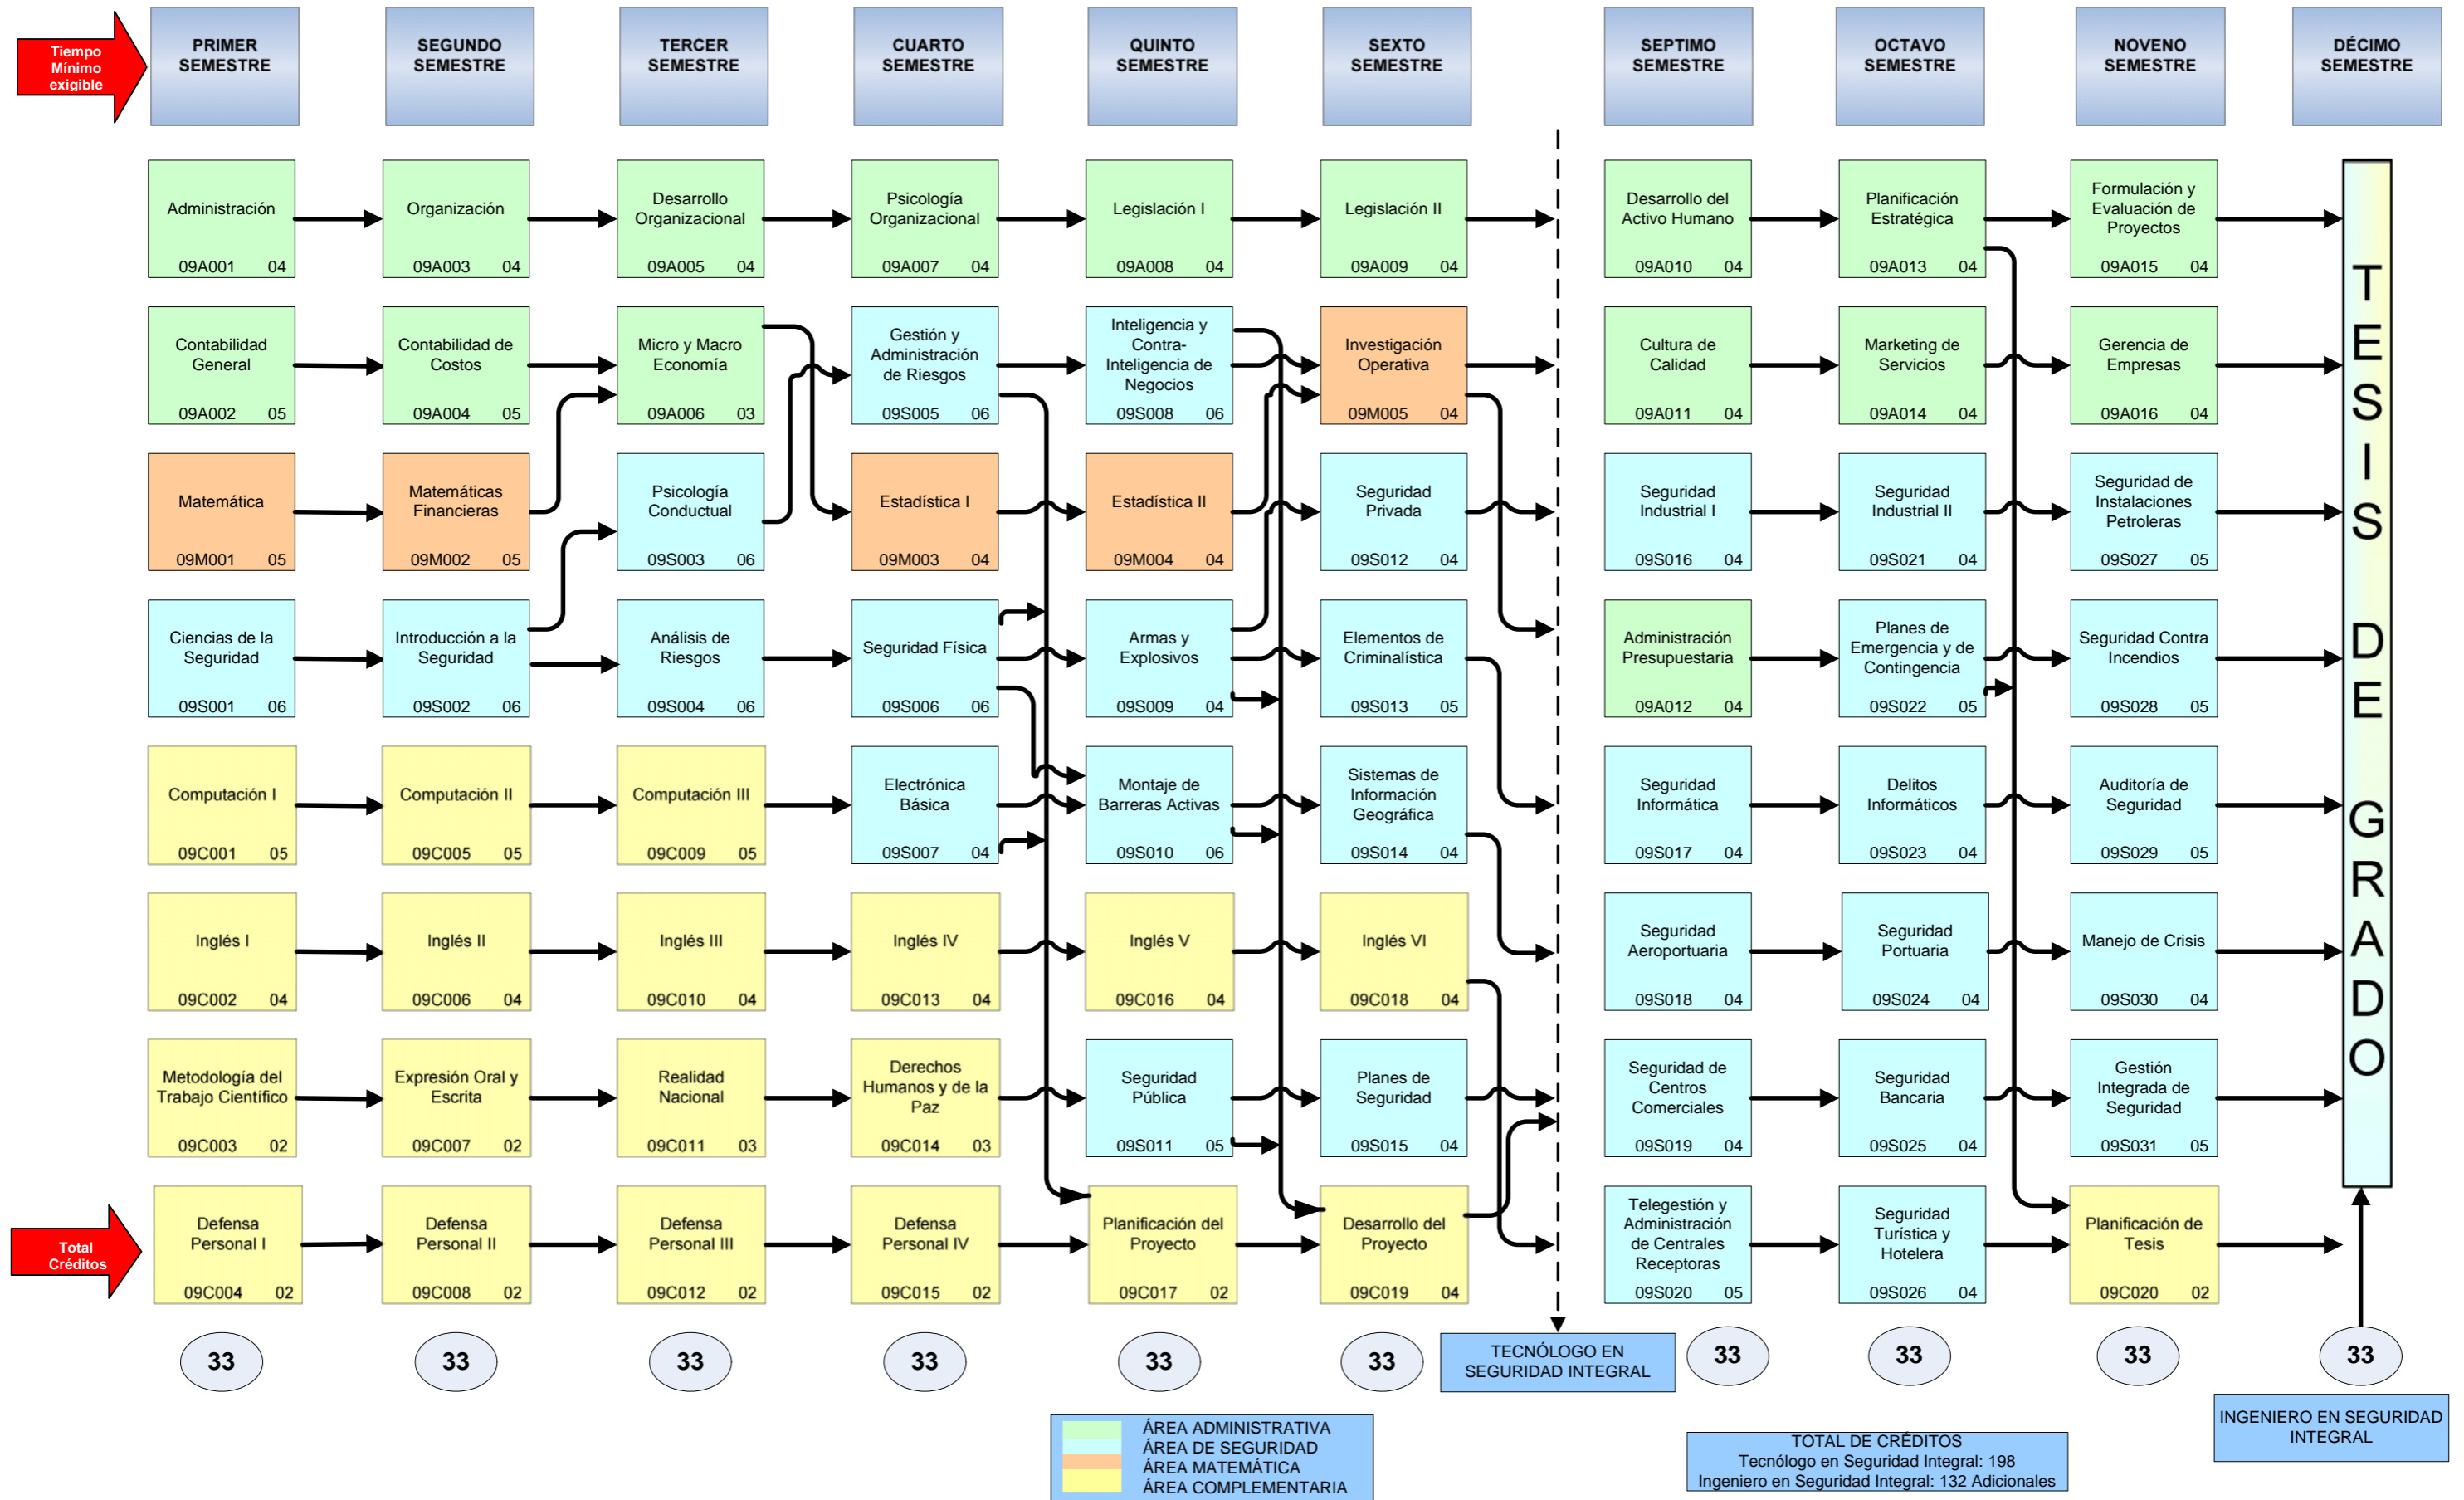 Tiempo
Mínimo
exigible
PRIMER
SEMESTRE
SEGUNDO
SEMESTRE
TERCER
SEMESTRE
CUARTO
SEMESTRE
QUINTO
SEMESTRE
SEXTO
SEMESTRE
SEPTIMO
SEMESTRE
OCTAVO
SEMESTRE
NOVENO
SEMESTRE
DÉCIMO
SEMESTRE
Administración
09A001 04
Organización
09A003 04
Desarrollo
Organizacional
09A005 04
Psicología
Organizacional
09A007 04
Legislación I
09A008 04
Legislación II
09A009 04
Desarrollo del
Activo Humano
09A010 04
Planificación
Estratégica
09A013 04
Formulación y
Evaluación de
Proyectos
09A015 04
Contabilidad
General
09A002 05
Contabilidad de
Costos
09A004 05
Micro y Macro
Economía
09A006 03
Gestión y
Administración
de Riesgos
09S005 06
Inteligencia y
Contra-
Inteligencia de
Negocios
09S008 06
Investigación
Operativa
09M005 04
Cultura de
Calidad
09A011 04
Marketing de
Servicios
09A014 04
Gerencia de
Empresas
09A016 04
Matemática
09M001 05
Matemáticas
Financieras
09M002 05
Psicología
Conductual
09S003 06
Estadística I
09M003 04
Estadística II
09M004 04
Seguridad
Privada
09S012 04
Seguridad
Industrial I
09S016 04
Seguridad
Industrial II
09S021 04
Seguridad de
Instalaciones
Petroleras
09S027 05
Ciencias de la
Seguridad
09S001 06
Introducción a la
Seguridad
09S002 06
Análisis de
Riesgos
09S004 06
Seguridad Física
09S006 06
Armas y
Explosivos
09S009 04
Elementos de
Criminalística
09S013 05
Administración
Presupuestaria
09A012 04
Planes de
Emergencia y de
Contingencia
09S022 05
Seguridad Contra
Incendios
09S028 05
Computación I
09C001 05
Computación II
09C005 05
Computación III
09C009 05
Electrónica
Básica
09S007 04
Montaje de
Barreras Activas
09S010 06
Sistemas de
Información
Geográfica
09S014 04
Seguridad
Informática
09S017 04
Delitos
Informáticos
09S023 04
Auditoría de
Seguridad
09S029 05
Inglés I
09C002 04
Inglés II
09C006 04
Inglés III
09C010 04
Inglés IV
09C013 04
Inglés V
09C016 04
Inglés VI
09C018 04
Seguridad
Aeroportuaria
09S018 04
Seguridad
Portuaria
09S024 04
Manejo de Crisis
09S030 04
Metodología del
Trabajo Científico
09C003 02
Expresión Oral y
Escrita
09C007 02
Realidad
Nacional
09C011 03
Derechos
Humanos y de la
Paz
09C014 03
Seguridad
Pública
09S011 05
Planes de
Seguridad
09S015 04
Seguridad de
Centros
Comerciales
09S019 04
Seguridad
Bancaria
09S025 04
Gestión
Integrada de
Seguridad
09S031 05
Total
Créditos
Defensa
Personal I
09C004 02
Defensa
Personal II
09C008 02
Defensa
Personal III
09C012 02
Defensa
Personal IV
09C015 02
Planificación del
Proyecto
09C017 02
Desarrollo del
Proyecto
09C019 04
Telegestión y
Administración
de Centrales
Receptoras
09S020 05
Seguridad
Turística y
Hotelera
09S026 04
Planificación de
Tesis
09C020 02
TESIS DE GRADO
33
33
33
33
33
33
TECNÓLOGO EN
SEGURIDAD INTEGRAL
33
33
33
33
INGENIERO EN SEGURIDAD
INTEGRAL
ÁREA ADMINISTRATIVA
ÁREA DE SEGURIDAD
ÁREA MATEMÁTICA
ÁREA COMPLEMENTARIA
TOTAL DE CRÉDITOS
Tecnólogo en Seguridad Integral: 198
Ingeniero en Seguridad Integral: 132 Adicionales